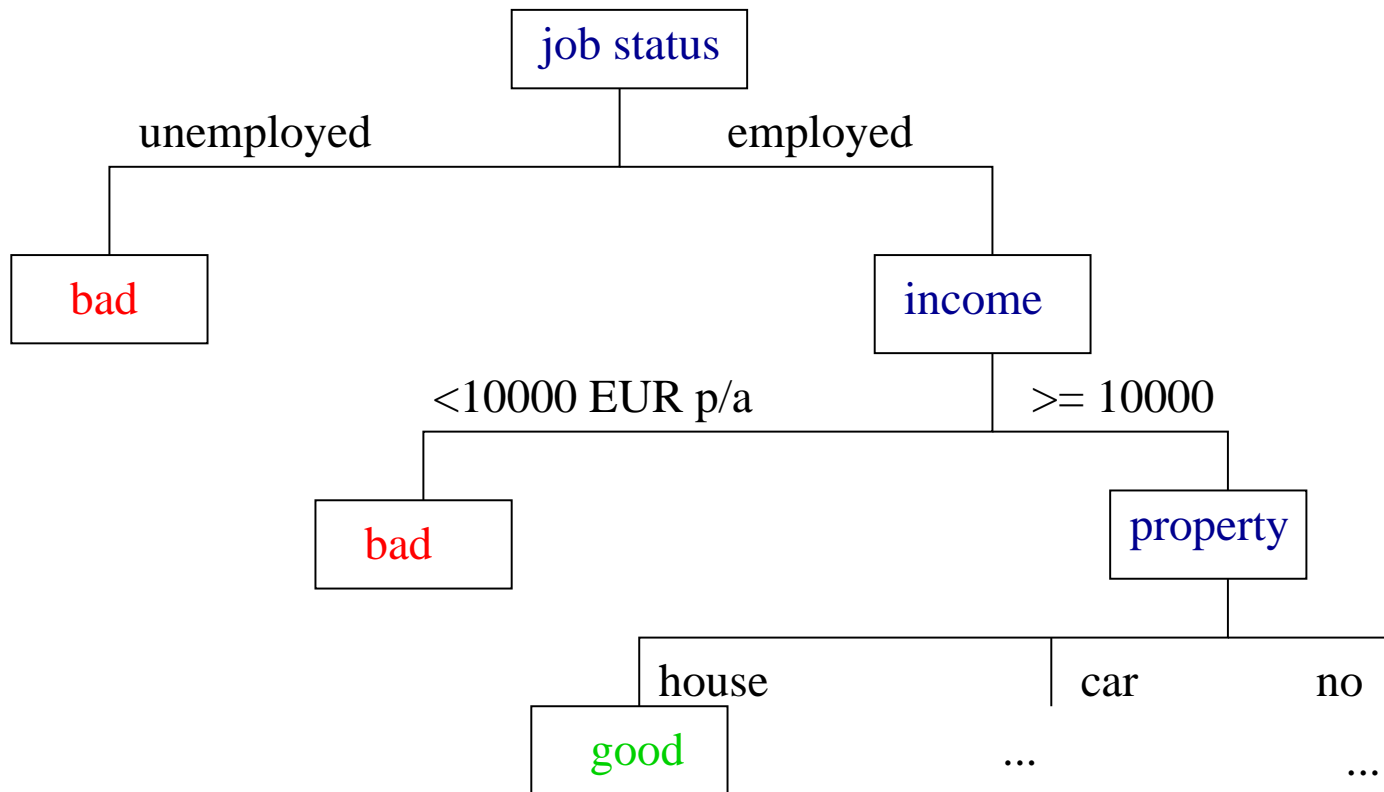 job status
unemployed employed
bad income
<10000 EUR p/a >= 10000
bad property
house car no
good ... ...